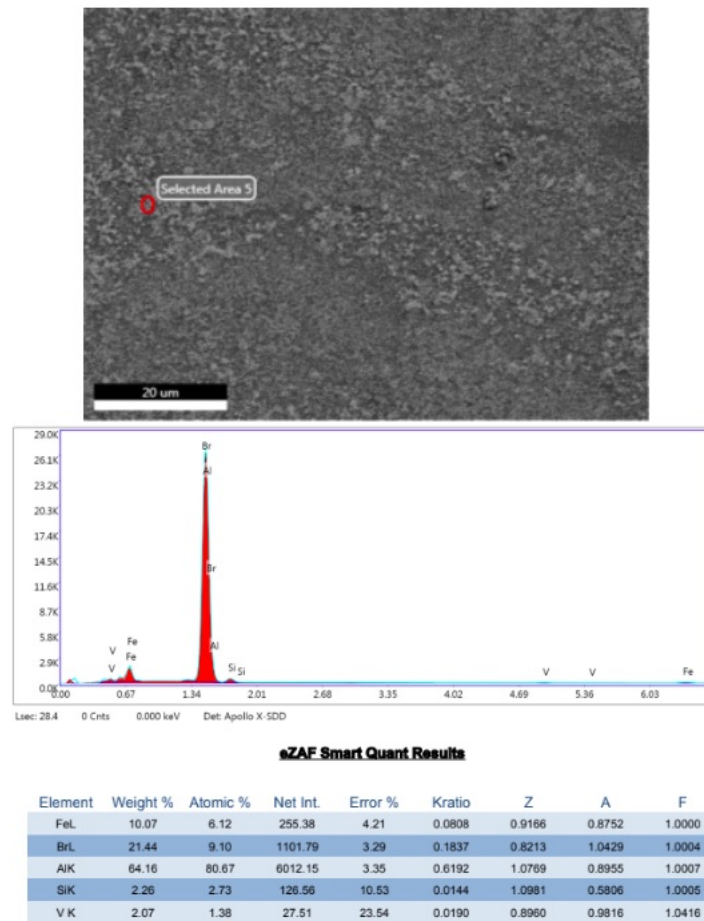 Selected Area 5
20 um
29.0K
26.1K
23.2K
20.3K
17.4K
14.5K
11.6K
8.7K
5.8K
2.9K
0.0K
Br
Al
Br
Al
V
Fe
V
Fe
Si
Si
V
V
Fe
0.00 0.67 1.34 2.01 2.68 3.35 4.02 4.69 5.36 6.03
Lsec: 28.4 0 Cnts 0.000 keV Det: Apollo X-SDD
eZAF Smart Quant Results
Element Weight % Atomic % Net Int. Error % Kratio Z A F
FeL 10.07 6.12 255.38 4.21 0.0808 0.9166 0.8752 1.0000
BrL 21.44 9.10 1101.79 3.29 0.1837 0.8213 1.0429 1.0004
AlK 64.16 80.67 6012.15 3.35 0.6192 1.0769 0.8955 1.0007
SiK 2.26 2.73 126.56 10.53 0.0144 1.0981 0.5806 1.0005
V K 2.07 1.38 27.51 23.54 0.0190 0.8960 0.9816 1.0416